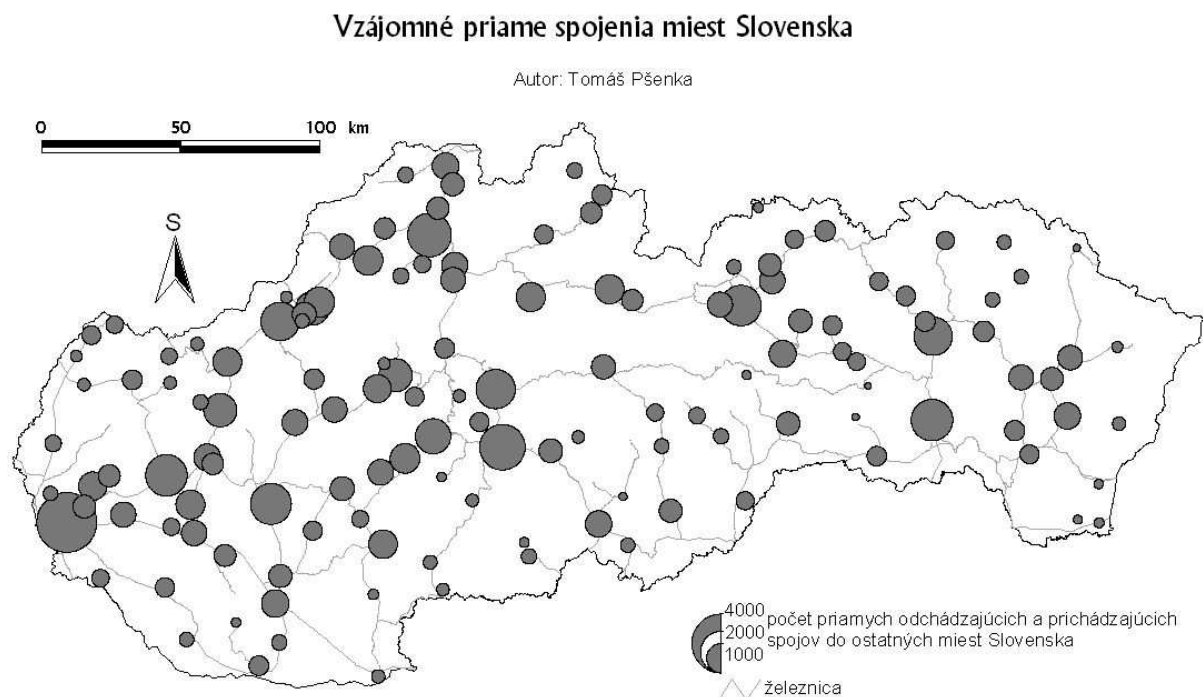 Vzájomné priame spojenia miest Slovenska
Autor: Tomáš Pšenka
0 50 100 km
S
4000 počet priamych odchádzajúcich a prichádzajúcich
2000 spojov do ostatných miest Slovenska
1000
železnica